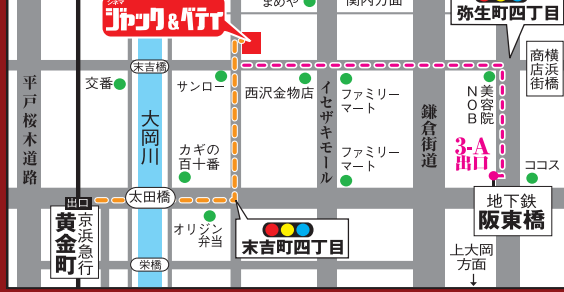 シネマ
ジャック&ベティ
まめや
関内方面
弥生町四丁目
末吉橋
交番
サンロー
西沢金物店
ファミリー
マート
美容院
NOB
横浜橋
商店街
平戸桜木道路
大岡川
イセザキモール
鎌倉街道
カギの
百十番
ファミリー
マート
3-A
出口
ココス
出口
太田橋
地下鉄
阪東橋
京浜急行
黄金町
オリジン
弁当
末吉町四丁目
栄橋
上大岡
方面